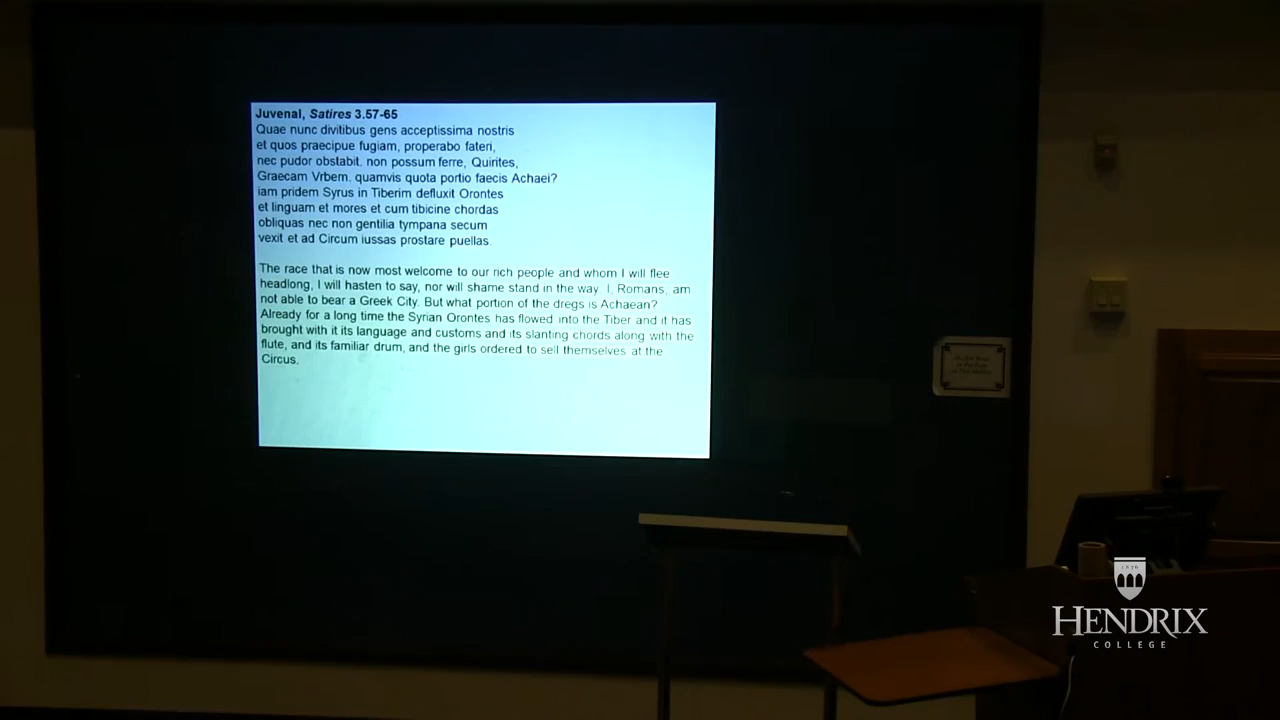 Juvenal, Satires 3.57-65
Quae nunc divitibus gens acceptissima nostris
et quos praecipue fugiam, properabo fateri,
nec pudor obstabit. non possum ferre, Quirites,
Graecam Vrbem. quamvis quota portio faecis Achaei?
iam pridem Syrus in Tiberim defluxit Orontes
et linguam et mores et cum tibicine chordas
obliquas nec non gentilia tympana secum
vexit et ad Circum iussas prostare puellas.
The race that is now most welcome to our rich people and whom I will flee
headlong, I will hasten to say, nor will shame stand in the way. I, Romans, am
not able to bear a Greek City. But what portion of the dregs is Achaean?
Already for a long time the Syrian Orontes has flowed into the Tiber and it has
brought with it its language and customs and its slanting chords along with the
flute, and its familiar drum, and the girls ordered to sell themselves at the
Circus.
1876
HENDRIX
COLLEGE